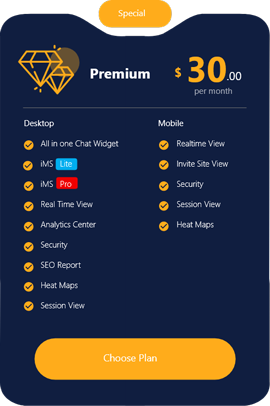 Special
Premium
$ 30.00
per month
Desktop
All in one Chat Widget
iMS Lite
iMS Pro
Real Time View
Analytics Center
Security
SEO Report
Heat Maps
Session View
Mobile
Realtime View
Invite Site View
Security
Session View
Heat Maps
Choose Plan